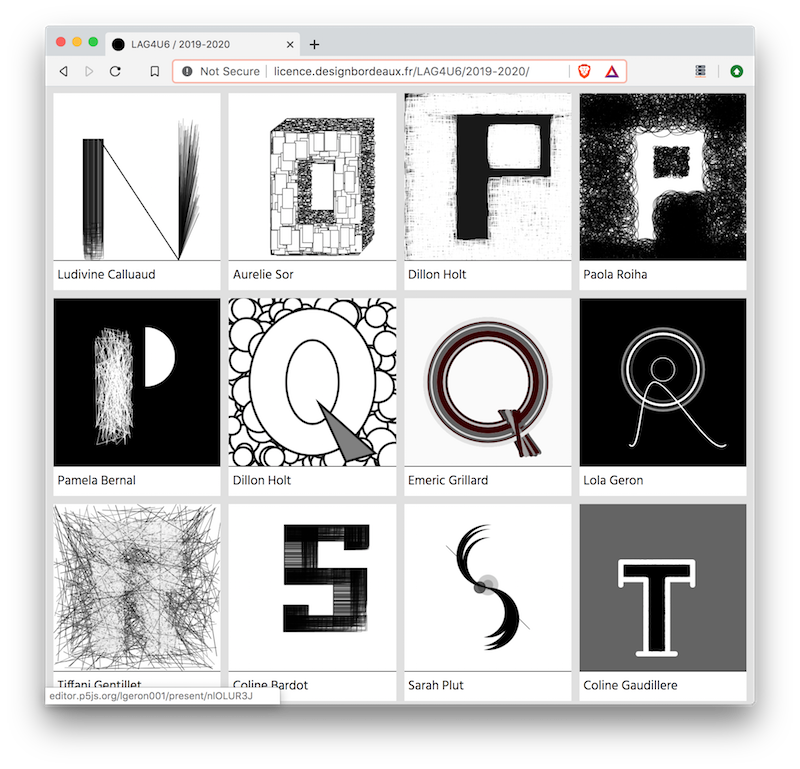 LAG4U6 / 2019-2020
Not Secure | licence.designbordeaux.fr/LAG4U6/2019-2020/
N O P P
Ludivine Calluaud
Aurelie Sor
Dillon Holt
Paola Roiha
P Q Q R
Pamela Bernal
Dillon Holt
Emeric Grillard
Lola Geron
R S S T
Tiffani Gentillet
Coline Bardot
Sarah Plut
Coline Gaudillere
editor.p5js.org/lgeron001/present/nlOLUR3J